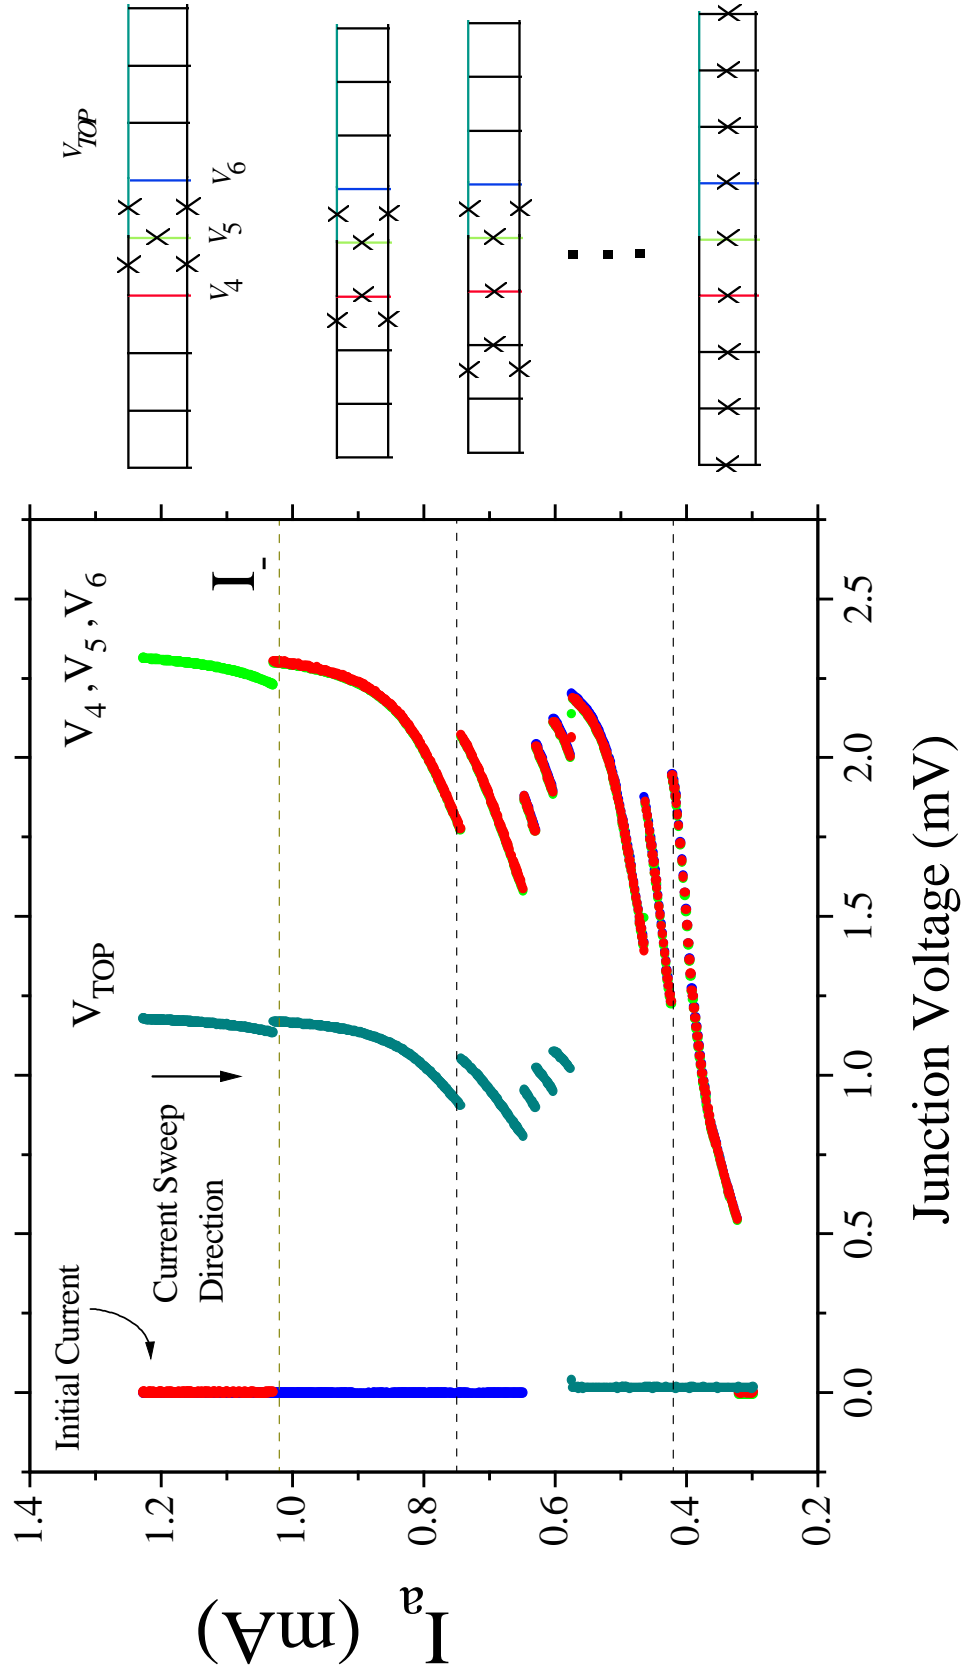 V_TOP
V_4
V_5
V_6
V_4 , V_5 , V_6
I_-
V_TOP
Current Sweep
Direction
Initial Current
1.4
1.2
1.0
0.8
0.6
0.4
0.2
I_a (mA)
0.0
0.5
1.0
1.5
2.0
2.5
Junction Voltage (mV)